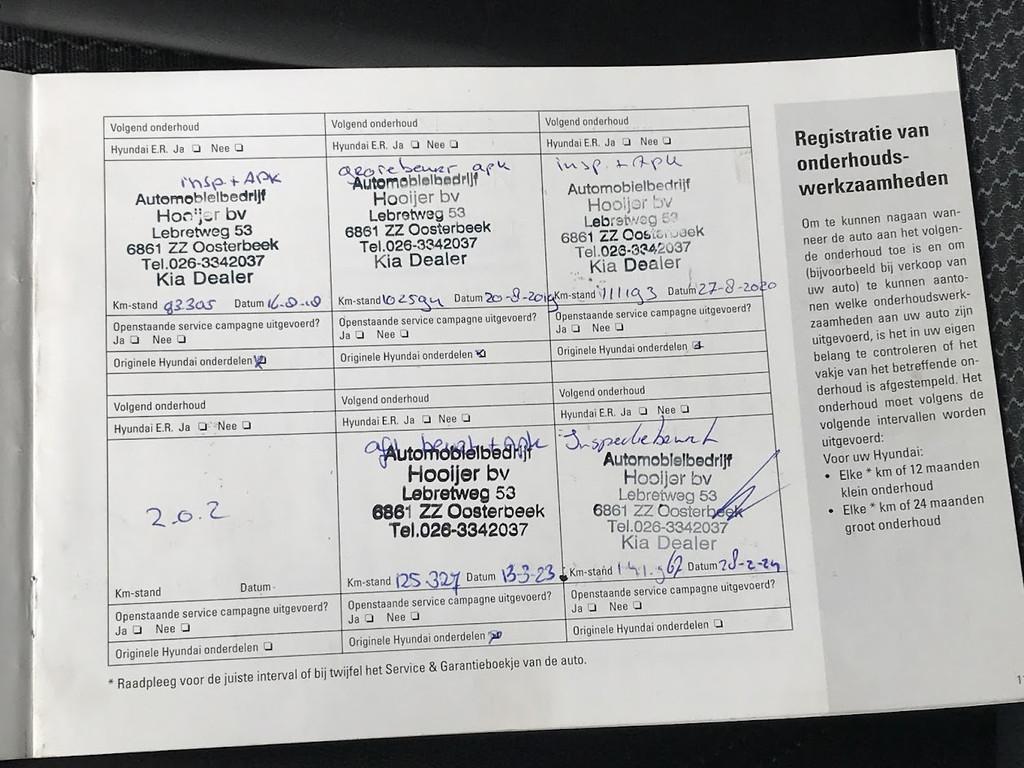 Volgend onderhoud
Hyundai E.R. Ja ❏ Nee ❏
insp + APK
Automobielbedrijf
Hooijer bv
Lebretweg 53
6861 ZZ Oosterbeek
Tel.026-3342037
Kia Dealer
Km-stand 93305 Datum
Openstaande service campagne uitgevoerd?
Ja ❏ Nee ❏
Originele Hyundai onderdelen ❏
Volgend onderhoud
Hyundai E.R. Ja ❏ Nee ❏
beurt apk
Automobielbedrijf
Hooijer bv
Lebretweg 53
6861 ZZ Oosterbeek
Tel.026-3342037
Kia Dealer
Km-stand 102594 Datum 20-8-2019
Openstaande service campagne uitgevoerd?
Ja ❏ Nee ❏
Originele Hyundai onderdelen ❏
Volgend onderhoud
Hyundai E.R. Ja ❏ Nee ❏
insp. + Apk
Automobielbedrijf
Hooijer bv
Lebretweg 53
6861 ZZ Oosterbeek
Tel.026-3342037
Kia Dealer
Km-stand 111193 Datum 27-8-2020
Openstaande service campagne uitgevoerd?
Ja ❏ Nee ❏
Originele Hyundai onderdelen ❏
Volgend onderhoud
Hyundai E.R. Ja ❏ Nee ❏
2.0.2
Km-stand Datum
Openstaande service campagne uitgevoerd?
Ja ❏ Nee ❏
Originele Hyundai onderdelen ❏
Volgend onderhoud
Hyundai E.R. Ja ❏ Nee ❏
beurt + Apk
Automobielbedrijf
Hooijer bv
Lebretweg 53
6861 ZZ Oosterbeek
Tel.026-3342037
Km-stand 125.327 Datum 13-3-23
Openstaande service campagne uitgevoerd?
Ja ❏ Nee ❏
Originele Hyundai onderdelen ❏
Volgend onderhoud
Hyundai E.R. Ja ❏ Nee ❏
Inspectiebeurt
Automobielbedrijf
Hooijer bv
Lebretweg 53
6861 ZZ Oosterbeek
Tel.026-3342037
Kia Dealer
Km-stand 141.962 Datum 28-2-24
Openstaande service campagne uitgevoerd?
Ja ❏ Nee ❏
Originele Hyundai onderdelen ❏
* Raadpleeg voor de juiste interval of bij twijfel het Service & Garantieboekje van de auto.
Registratie van
onderhouds-
werkzaamheden
Om te kunnen nagaan wan-
neer de auto aan het volgen-
de onderhoud toe is en om
(bijvoorbeeld bij verkoop van
uw auto) te kunnen aanto-
nen welke onderhoudswerk-
zaamheden aan uw auto zijn
uitgevoerd, is het in uw eigen
belang te controleren of het
vakje van het betreffende on-
derhoud is afgestempeld. Het
onderhoud moet volgens de
volgende intervallen worden
uitgevoerd:
Voor uw Hyundai:
• Elke * km of 12 maanden
klein onderhoud
• Elke * km of 24 maanden
groot onderhoud